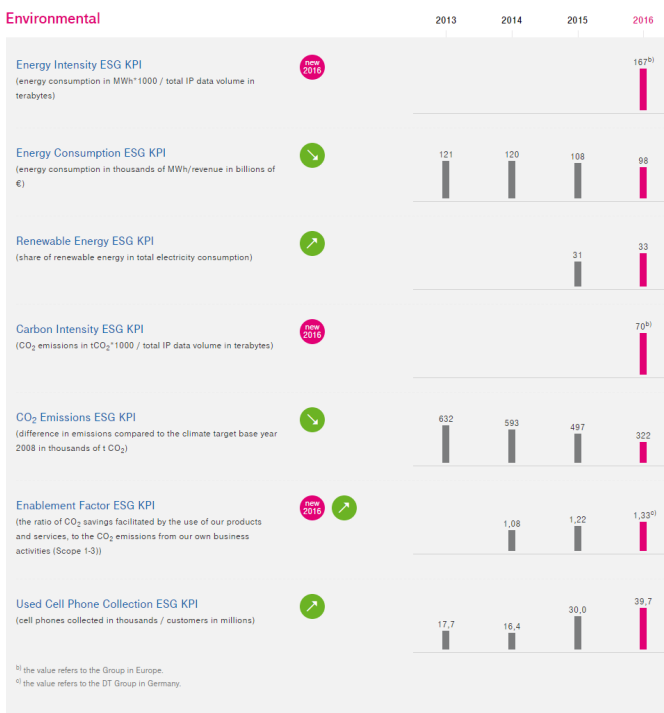 Environmental
2013 2014 2015 2016
Energy Intensity ESG KPI
(energy consumption in MWh*1000 / total IP data volume in
terabytes)
new
2016
167b)
Energy Consumption ESG KPI
(energy consumption in thousands of MWh/revenue in billions of
€)
121 120 108 98
Renewable Energy ESG KPI
(share of renewable energy in total electricity consumption)
31 33
Carbon Intensity ESG KPI
(CO2 emissions in tCO2*1000 / total IP data volume in terabytes)
new
2016
70b)
CO2 Emissions ESG KPI
(difference in emissions compared to the climate target base year
2008 in thousands of t CO2)
632 593 497 322
Enablement Factor ESG KPI
(the ratio of CO2 savings facilitated by the use of our products
and services, to the CO2 emissions from our own business
activities (Scope 1-3))
new
2016
1,08 1,22 1,33c)
Used Cell Phone Collection ESG KPI
(cell phones collected in thousands / customers in millions)
17,7 16,4 30,0 39,7
b) the value refers to the Group in Europe.
c) the value refers to the DT Group in Germany.